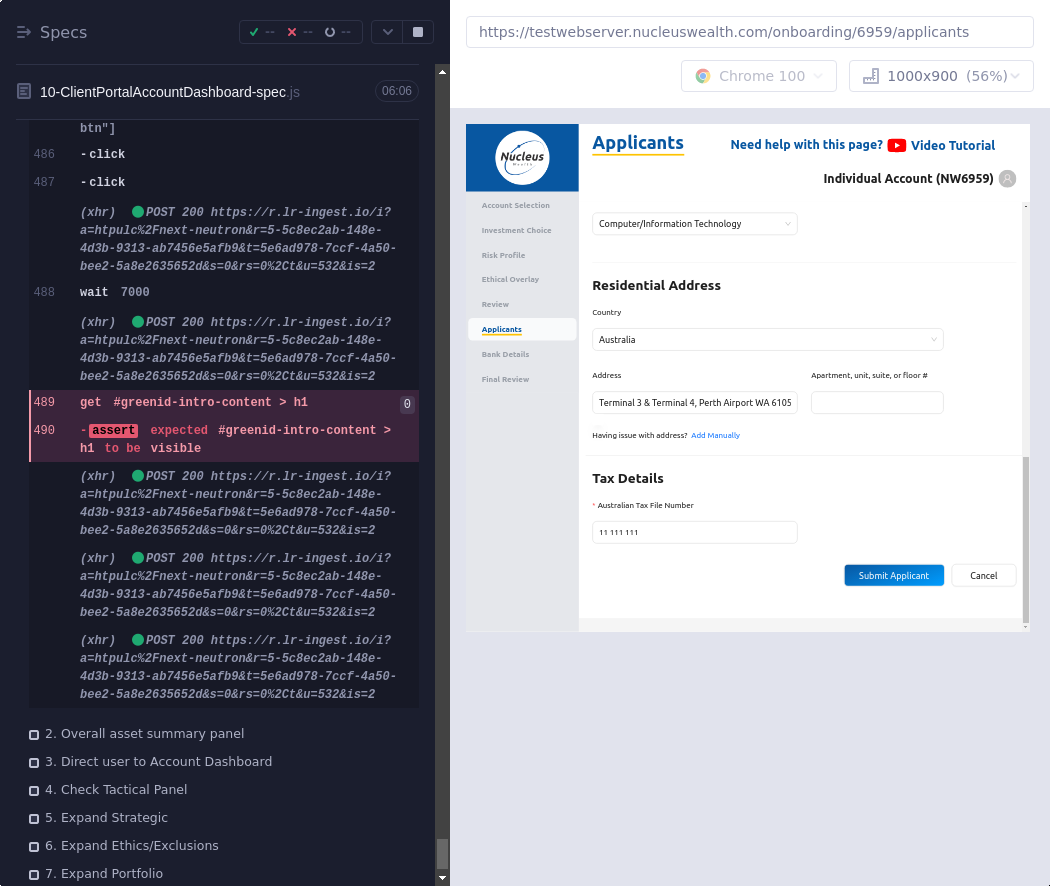 Specs
-- -- --
10-ClientPortalAccountDashboard-spec.js
06:06
btn"]
486 -click
487 -click
(xhr) POST 200 https://r.lr-ingest.io/i?
a=htpulc%2Fnext-neutron&r=5-5c8ec2ab-148e-
4d3b-9313-ab7456e5afb9&t=5e6ad978-7ccf-4a50-
bee2-5a8e2635652d&s=0&rs=0%2Ct&u=532&is=2
488 wait 7000
(xhr) POST 200 https://r.lr-ingest.io/i?
a=htpulc%2Fnext-neutron&r=5-5c8ec2ab-148e-
4d3b-9313-ab7456e5afb9&t=5e6ad978-7ccf-4a50-
bee2-5a8e2635652d&s=0&rs=0%2Ct&u=532&is=2
489 get #greenid-intro-content > h1 0
490 -assert expected #greenid-intro-content >
h1 to be visible
(xhr) POST 200 https://r.lr-ingest.io/i?
a=htpulc%2Fnext-neutron&r=5-5c8ec2ab-148e-
4d3b-9313-ab7456e5afb9&t=5e6ad978-7ccf-4a50-
bee2-5a8e2635652d&s=0&rs=0%2Ct&u=532&is=2
(xhr) POST 200 https://r.lr-ingest.io/i?
a=htpulc%2Fnext-neutron&r=5-5c8ec2ab-148e-
4d3b-9313-ab7456e5afb9&t=5e6ad978-7ccf-4a50-
bee2-5a8e2635652d&s=0&rs=0%2Ct&u=532&is=2
(xhr) POST 200 https://r.lr-ingest.io/i?
a=htpulc%2Fnext-neutron&r=5-5c8ec2ab-148e-
4d3b-9313-ab7456e5afb9&t=5e6ad978-7ccf-4a50-
bee2-5a8e2635652d&s=0&rs=0%2Ct&u=532&is=2
2. Overall asset summary panel
3. Direct user to Account Dashboard
4. Check Tactical Panel
5. Expand Strategic
6. Expand Ethics/Exclusions
7. Expand Portfolio
https://testwebserver.nucleuswealth.com/onboarding/6959/applicants
Chrome 100
1000x900 (56%)
Nucleus
Wealth
Applicants
Need help with this page? Video Tutorial
Individual Account (NW6959)
Account Selection
Investment Choice
Risk Profile
Ethical Overlay
Review
Applicants
Bank Details
Final Review
Computer/Information Technology
Residential Address
Country
Australia
Address
Apartment, unit, suite, or floor #
Terminal 3 & Terminal 4, Perth Airport WA 6105
Having issue with address? Add Manually
Tax Details
* Australian Tax File Number
11 111 111
Submit Applicant
Cancel